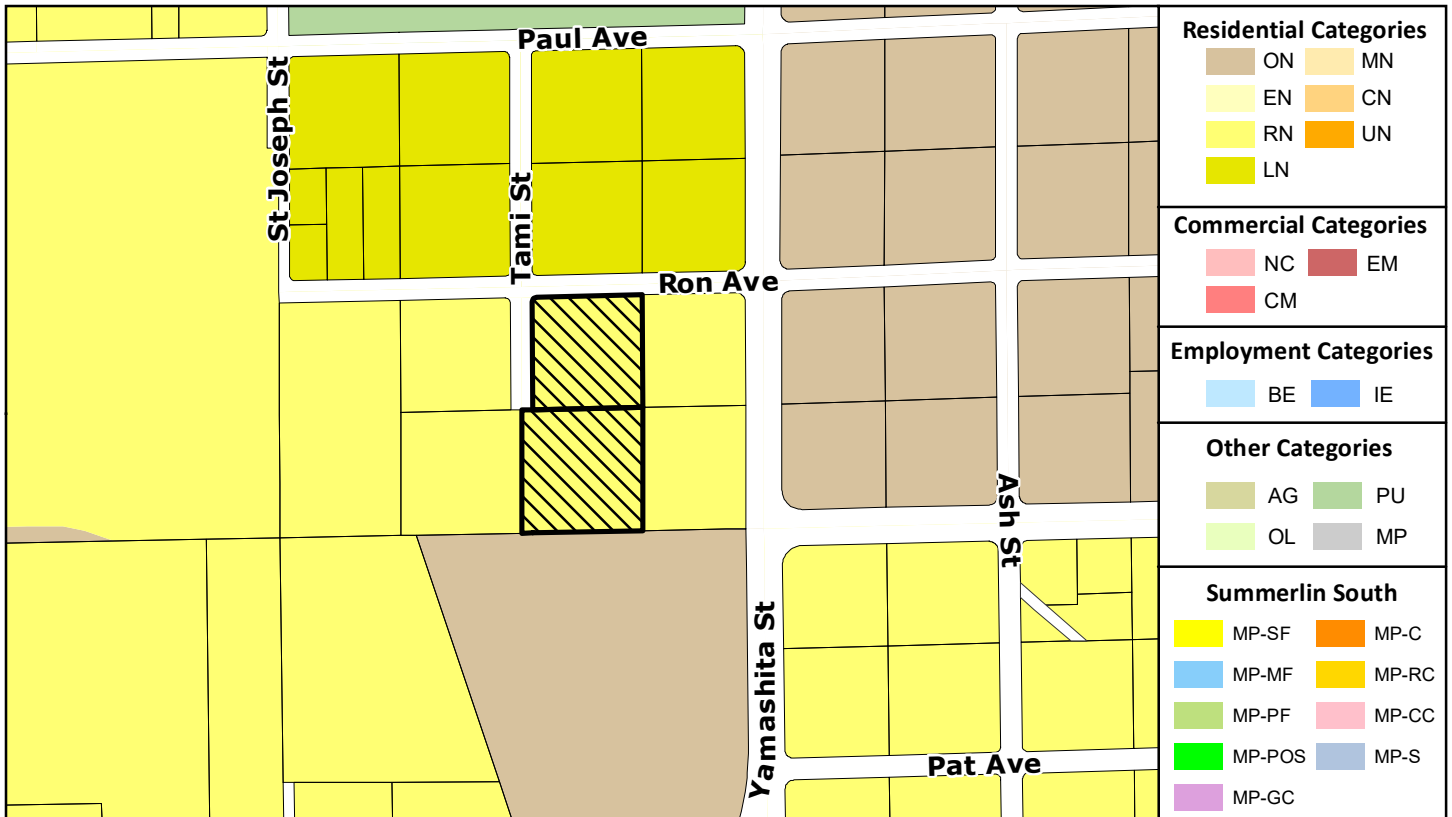 Paul Ave
St Joseph St
Tami St
Ron Ave
Ash St
Yamashita St
Pat Ave
Residential Categories
ON MN
EN CN
RN UN
LN
Commercial Categories
NC EM
CM
Employment Categories
BE IE
Other Categories
AG PU
OL MP
Summerlin South
MP-SF MP-C
MP-MF MP-RC
MP-PF MP-CC
MP-POS MP-S
MP-GC